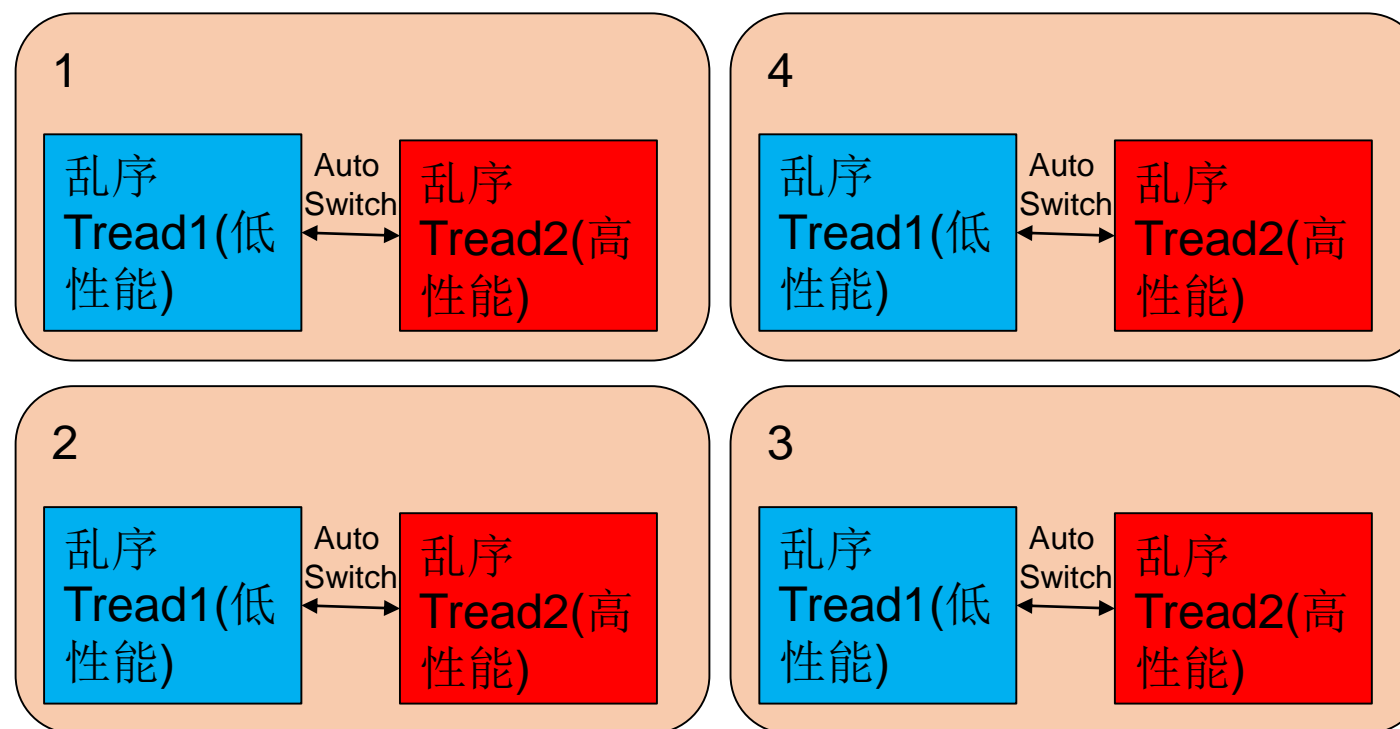 1
乱序
Tread1(低
性能)
Auto
Switch
乱序
Tread2(高
性能)
4
乱序
Tread1(低
性能)
Auto
Switch
乱序
Tread2(高
性能)
2
乱序
Tread1(低
性能)
Auto
Switch
乱序
Tread2(高
性能)
3
乱序
Tread1(低
性能)
Auto
Switch
乱序
Tread2(高
性能)